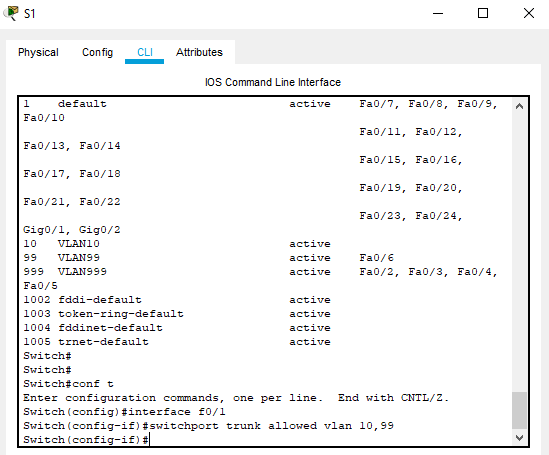 S1
Physical Config CLI Attributes
IOS Command Line Interface
1 default active Fa0/7, Fa0/8, Fa0/9,
Fa0/10
Fa0/11, Fa0/12,
Fa0/13, Fa0/14
Fa0/15, Fa0/16,
Fa0/17, Fa0/18
Fa0/19, Fa0/20,
Fa0/21, Fa0/22
Fa0/23, Fa0/24,
Gig0/1, Gig0/2
10 VLAN10 active
99 VLAN99 active Fa0/6
999 VLAN999 active Fa0/2, Fa0/3, Fa0/4,
Fa0/5
1002 fddi-default active
1003 token-ring-default active
1004 fddinet-default active
1005 trnet-default active
Switch#
Switch#
Switch#conf t
Enter configuration commands, one per line. End with CNTL/Z.
Switch(config)#interface f0/1
Switch(config-if)#switchport trunk allowed vlan 10,99
Switch(config-if)#